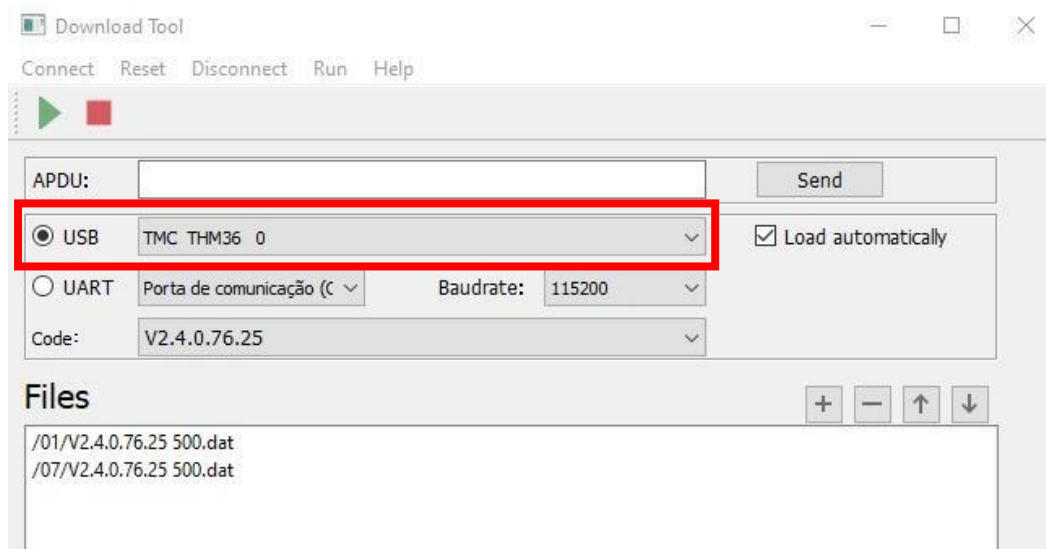 Download Tool
Connect Reset Disconnect Run Help
APDU: Send
USB TMC THM36 0 Load automatically
UART Porta de comunicação (C Baudrate: 115200
Code: V2.4.0.76.25
Files
/01/V2.4.0.76.25 500.dat
/07/V2.4.0.76.25 500.dat